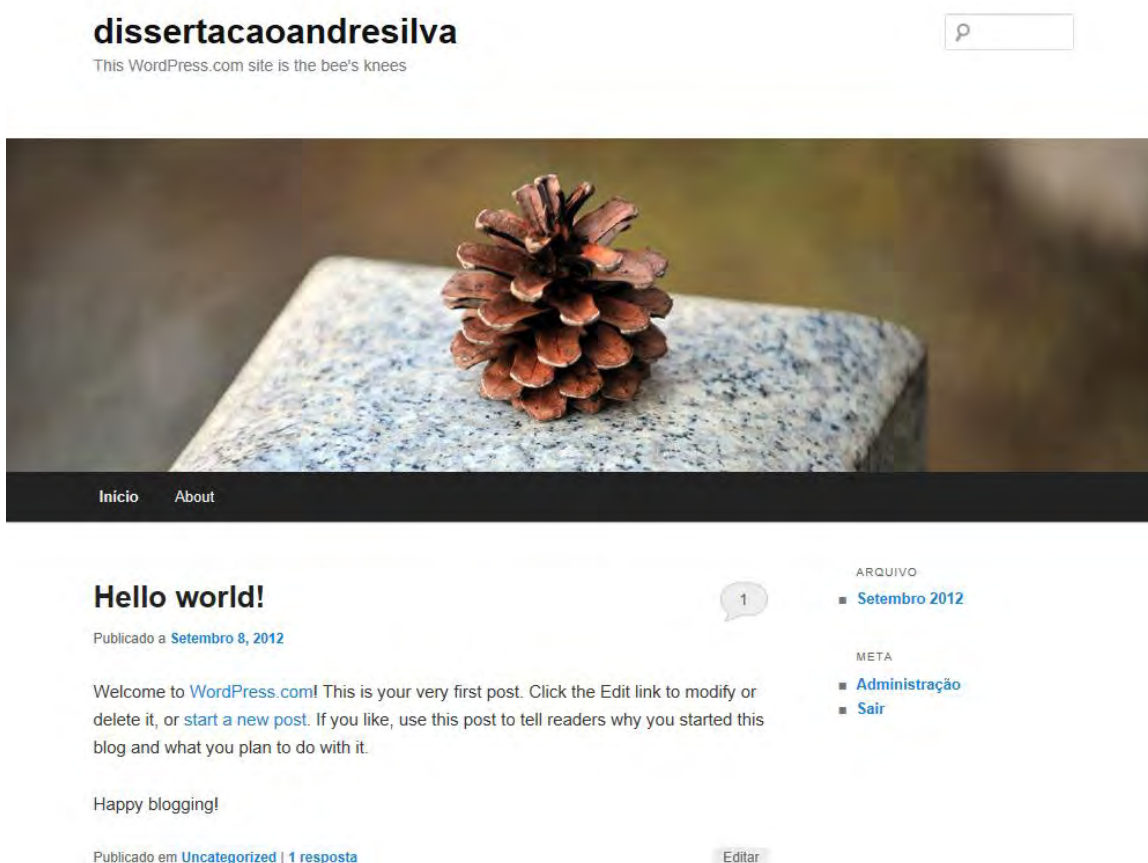 dissertacaoandresilva
This WordPress.com site is the bee's knees
Início About
Hello world!
1
Publicado a Setembro 8, 2012
Welcome to WordPress.com! This is your very first post. Click the Edit link to modify or
delete it, or start a new post. If you like, use this post to tell readers why you started this
blog and what you plan to do with it.
Happy blogging!
Publicado em Uncategorized | 1 resposta
Editar
ARQUIVO
Setembro 2012
META
Administração
Sair